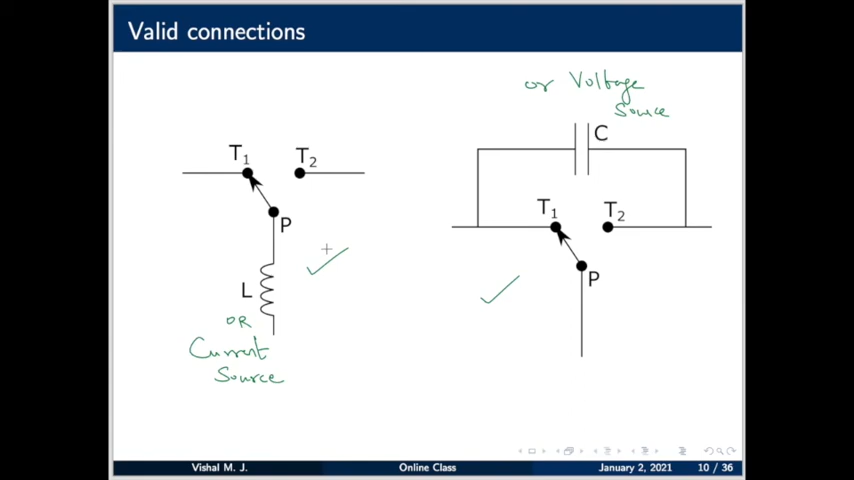 Valid connections
or Voltage
Source
C
T1
T2
P
L
OR
Current
Source
T1
T2
P
Vishal M. J.
Online Class
January 2, 2021
10 / 36